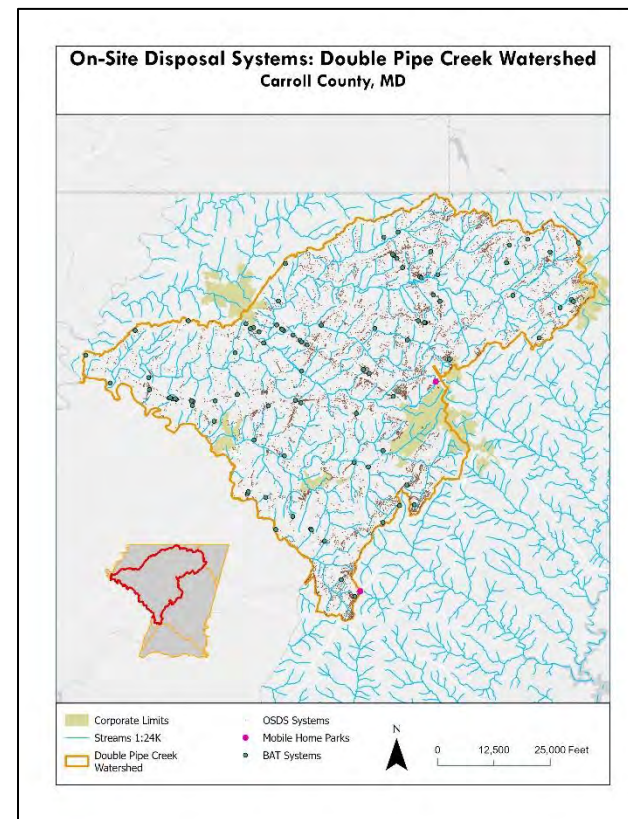 On-Site Disposal Systems: Double Pipe Creek Watershed
Carroll County, MD
Corporate Limits
Streams 1:24K
Double Pipe Creek
Watershed
OSDS Systems
Mobile Home Parks
BAT Systems
N
0 12,500 25,000 Feet